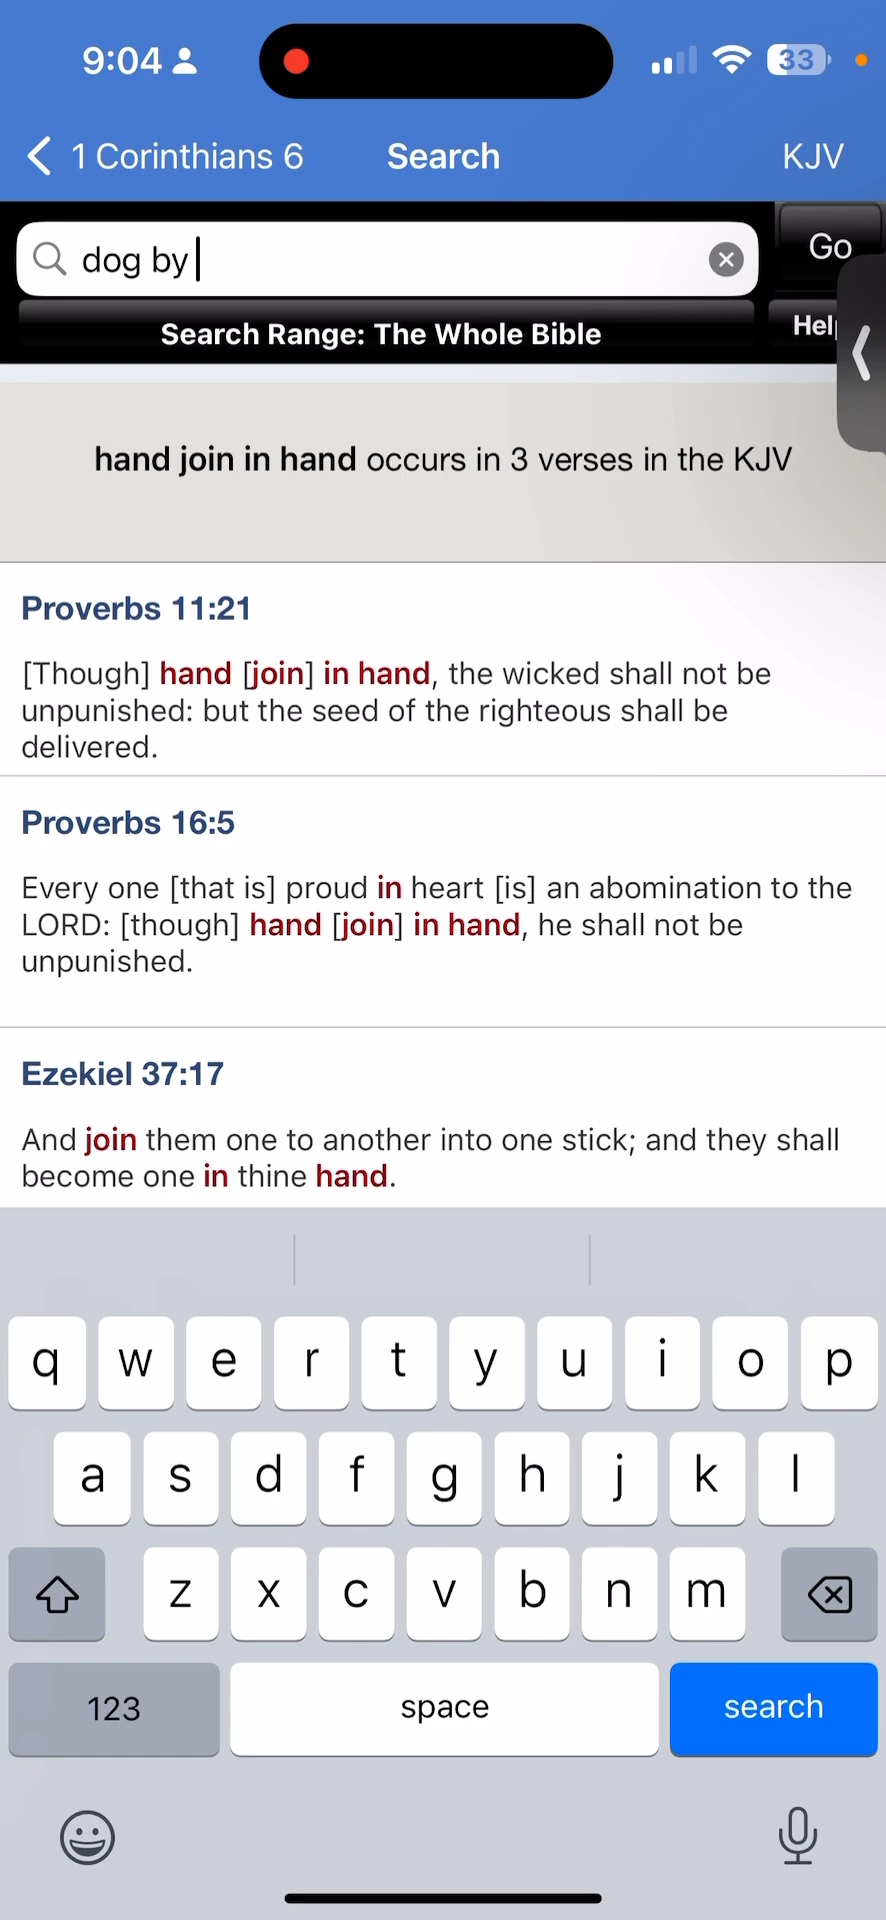 9:04
33
1 Corinthians 6 Search KJV
dog by
Go
Search Range: The Whole Bible
Hel
hand join in hand occurs in 3 verses in the KJV
Proverbs 11:21
[Though] hand [join] in hand, the wicked shall not be
unpunished: but the seed of the righteous shall be
delivered.
Proverbs 16:5
Every one [that is] proud in heart [is] an abomination to the
LORD: [though] hand [join] in hand, he shall not be
unpunished.
Ezekiel 37:17
And join them one to another into one stick; and they shall
become one in thine hand.
q w e r t y u i o p
a s d f g h j k l
z x c v b n m
123 space search